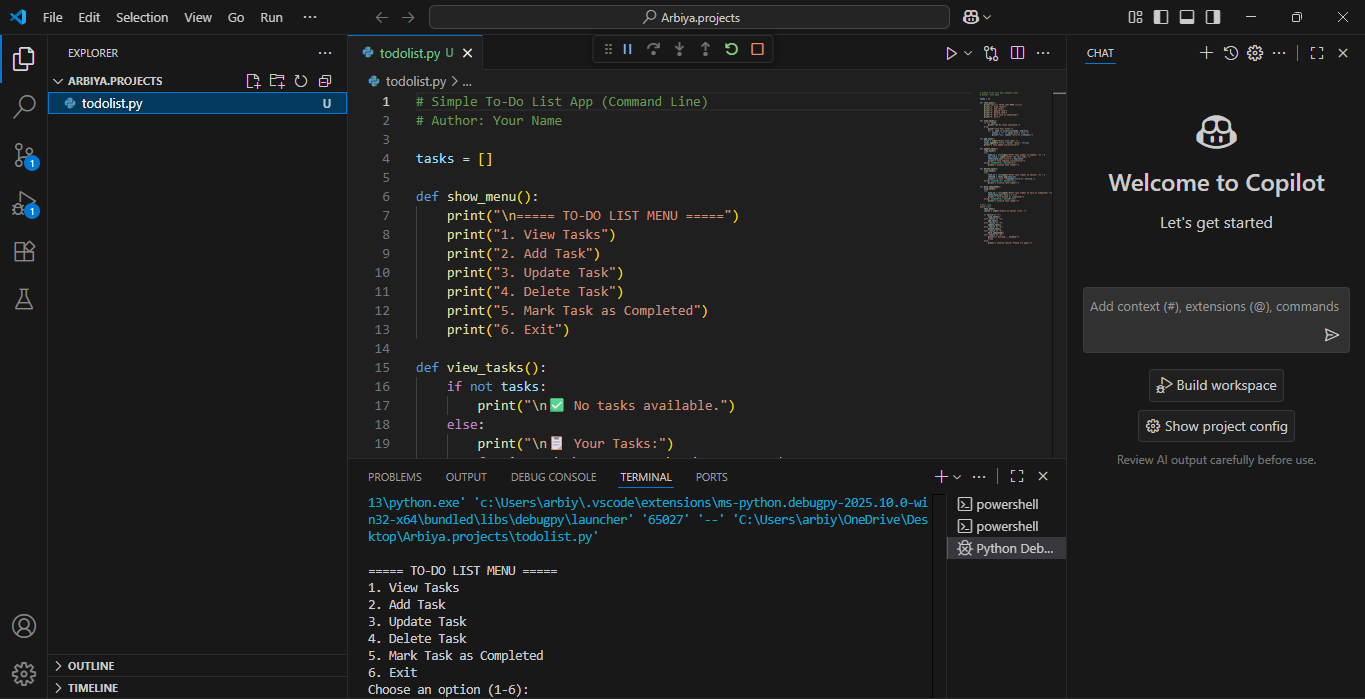 File Edit Selection View Go Run ···
Arbiya.projects
EXPLORER
ARBIYA.PROJECTS
todolist.py U
1
1
OUTLINE
TIMELINE
todolist.py U
todolist.py > ...
1 # Simple To-Do List App (Command Line)
2 # Author: Your Name
3
4 tasks = []
5
6 def show_menu():
7 print("\n===== TO-DO LIST MENU =====")
8 print("1. View Tasks")
9 print("2. Add Task")
10 print("3. Update Task")
11 print("4. Delete Task")
12 print("5. Mark Task as Completed")
13 print("6. Exit")
14
15 def view_tasks():
16 if not tasks:
17 print("\n✅ No tasks available.")
18 else:
19 print("\n📋 Your Tasks:")
PROBLEMS OUTPUT DEBUG CONSOLE TERMINAL PORTS
13\python.exe' 'c:\Users\arbiy\.vscode\extensions\ms-python.debugpy-2025.10.0-wi
n32-x64\bundled\libs\debugpy\launcher' '65027' '--' 'C:\Users\arbiy\OneDrive\Des
ktop\Arbiya.projects\todolist.py'
===== TO-DO LIST MENU =====
1. View Tasks
2. Add Task
3. Update Task
4. Delete Task
5. Mark Task as Completed
6. Exit
Choose an option (1-6):
powershell
powershell
Python Deb...
CHAT
Welcome to Copilot
Let's get started
Add context (#), extensions (@), commands
Build workspace
Show project config
Review AI output carefully before use.